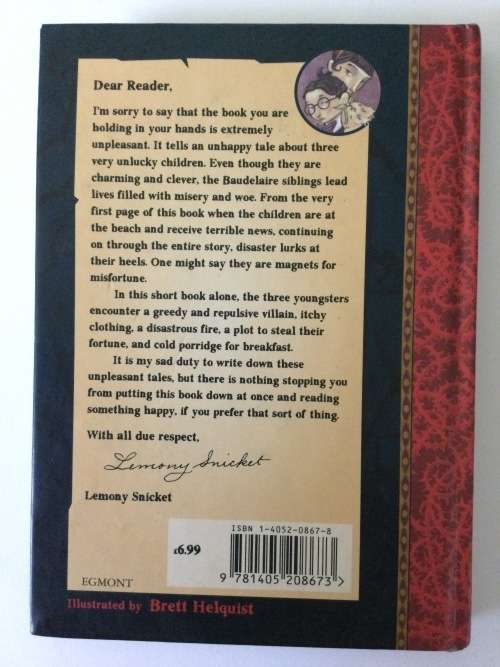 Dear Reader,
I'm sorry to say that the book you are
holding in your hands is extremely
unpleasant. It tells an unhappy tale about three
very unlucky children. Even though they are
charming and clever, the Baudelaire siblings lead
lives filled with misery and woe. From the very
first page of this book when the children are at
the beach and receive terrible news, continuing
on through the entire story, disaster lurks at
their heels. One might say they are magnets for
misfortune.
In this short book alone, the three youngsters
encounter a greedy and repulsive villain, itchy
clothing, a disastrous fire, a plot to steal their
fortune, and cold porridge for breakfast.
It is my sad duty to write down these
unpleasant tales, but there is nothing stopping you
from putting this book down at once and reading
something happy, if you prefer that sort of thing.
With all due respect,
Lemony Snicket
Lemony Snicket
ISBN 1-4052-0867-8
£6.99
9 781405 208673 >
EGMONT
Illustrated by Brett Helquist